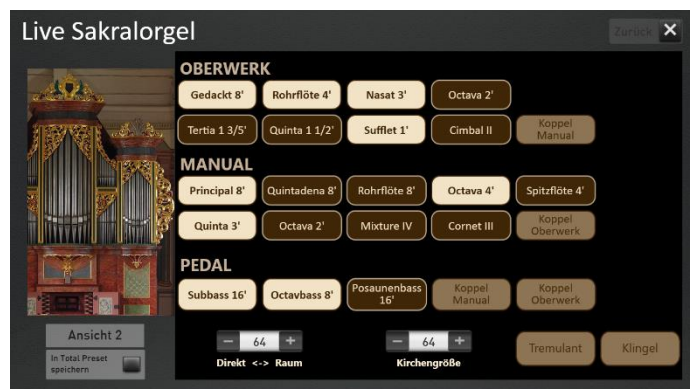 Live Sakralorgel
Zurück
OBERWERK
Gedackt 8' Rohrflöte 4' Nasat 3' Octava 2'
Tertia 1 3/5' Quinta 1 1/2' Sufflet 1' Cimbal II Koppel
Manual
MANUAL
Principal 8' Quintadena 8' Rohrflöte 8' Octava 4' Spitzflöte 4'
Quinta 3' Octava 2' Mixture IV Cornet III Koppel
Oberwerk
PEDAL
Subbass 16' Octavbass 8' Posaunenbass
16' Koppel
Manual Koppel
Oberwerk
Ansicht 2
In Total Preset
speichern
− 64 +
Direkt <-> Raum
− 64 +
Kirchengröße
Tremulant Klingel